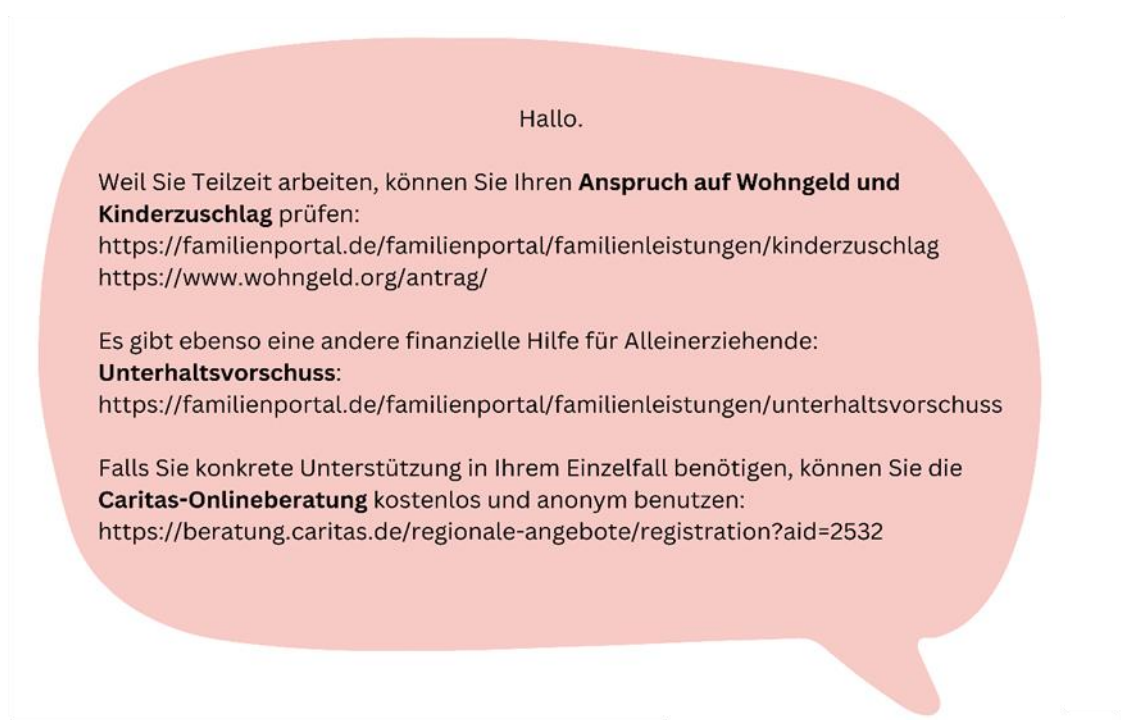 Hallo.
Weil Sie Teilzeit arbeiten, können Sie Ihren Anspruch auf Wohngeld und
Kinderzuschlag prüfen:
https://familienportal.de/familienportal/familienleistungen/kinderzuschlag
https://www.wohngeld.org/antrag/
Es gibt ebenso eine andere finanzielle Hilfe für Alleinerziehende:
Unterhaltsvorschuss:
https://familienportal.de/familienportal/familienleistungen/unterhaltsvorschuss
Falls Sie konkrete Unterstützung in Ihrem Einzelfall benötigen, können Sie die
Caritas-Onlineberatung kostenlos und anonym benutzen:
https://beratung.caritas.de/regionale-angebote/registration?aid=2532